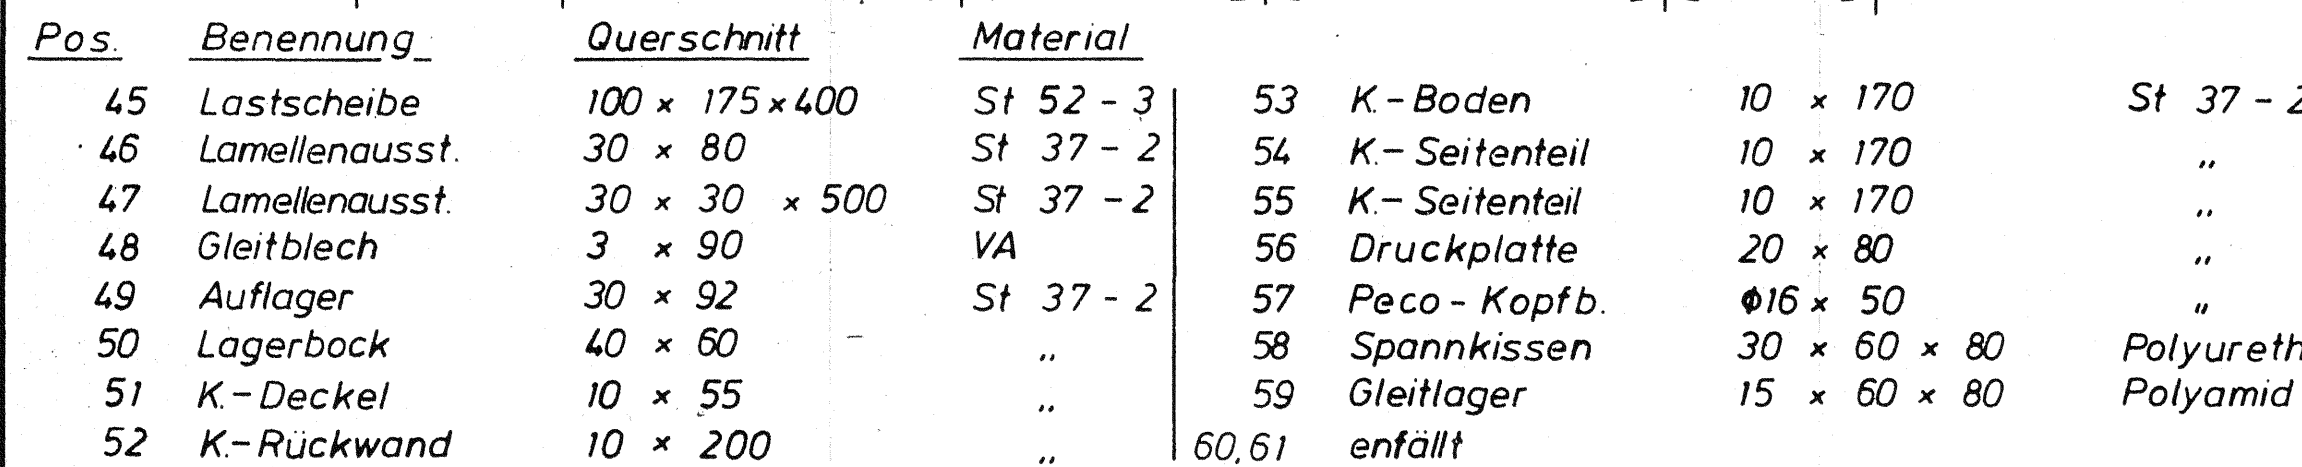 Pos. Benennung Querschnitt Material
45 Lastscheibe 100 × 175 × 400 St 52 - 3
46 Lamellenausst. 30 × 80 St 37 - 2
47 Lamellenausst. 30 × 30 × 500 St 37 - 2
48 Gleitblech 3 × 90 VA
49 Auflager 30 × 92 St 37 - 2
50 Lagerbock 40 × 60 „
51 K.-Deckel 10 × 55 „
52 K.-Rückwand 10 × 200 „
53 K.-Boden 10 × 170 St 37 - 2
54 K.-Seitenteil 10 × 170 „
55 K.-Seitenteil 10 × 170 „
56 Druckplatte 20 × 80 „
57 Peco - Kopfb. ϕ16 × 50 „
58 Spannkissen 30 × 60 × 80 Polyureth
59 Gleitlager 15 × 60 × 80 Polyamid
60,61 enfällt